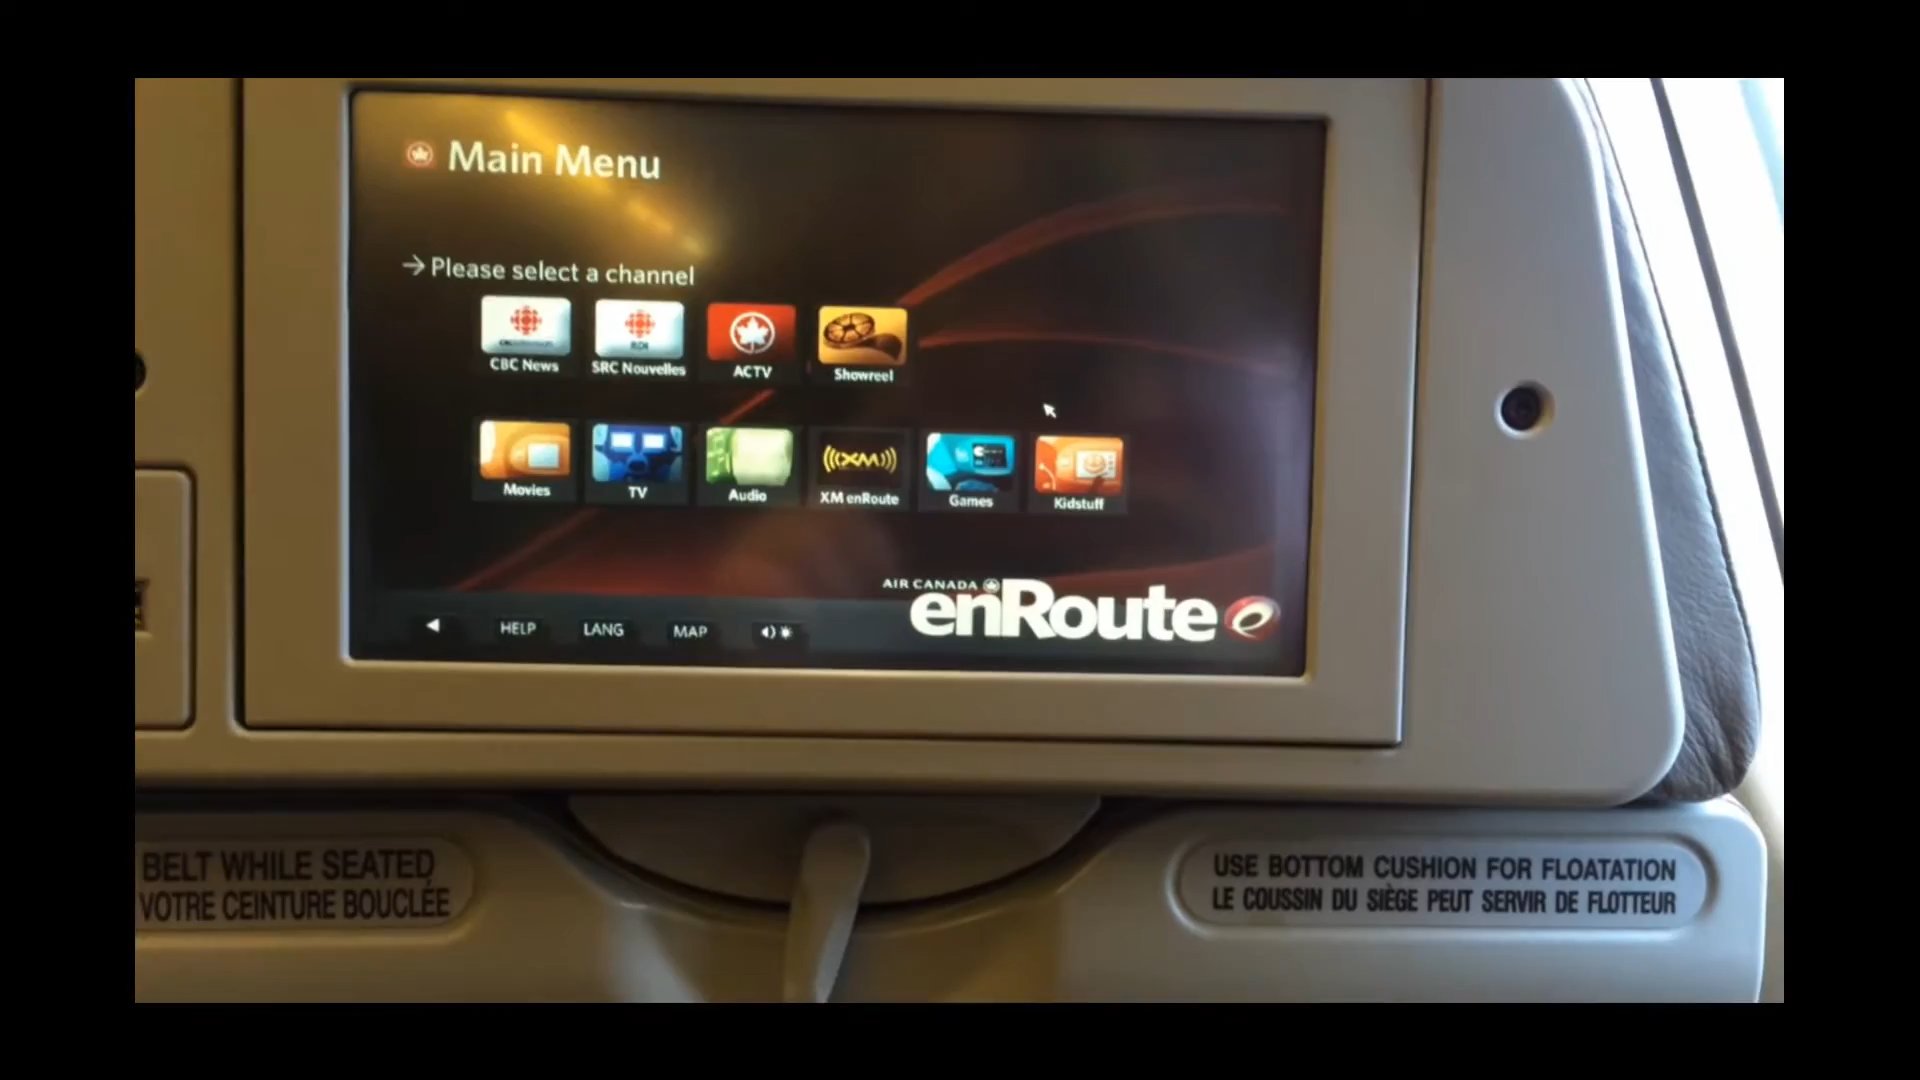 Main Menu
Please select a channel
CBC News
SRC Nouvelles
ACTV
Showreel
Movies
TV
Audio
XM
XM enRoute
Games
Kidstuff
AIR CANADA
enRoute
HELP
LANG
MAP
BELT WHILE SEATED
VOTRE CEINTURE BOUCLÉE
USE BOTTOM CUSHION FOR FLOATATION
LE COUSSIN DU SIÈGE PEUT SERVIR DE FLOTTEUR